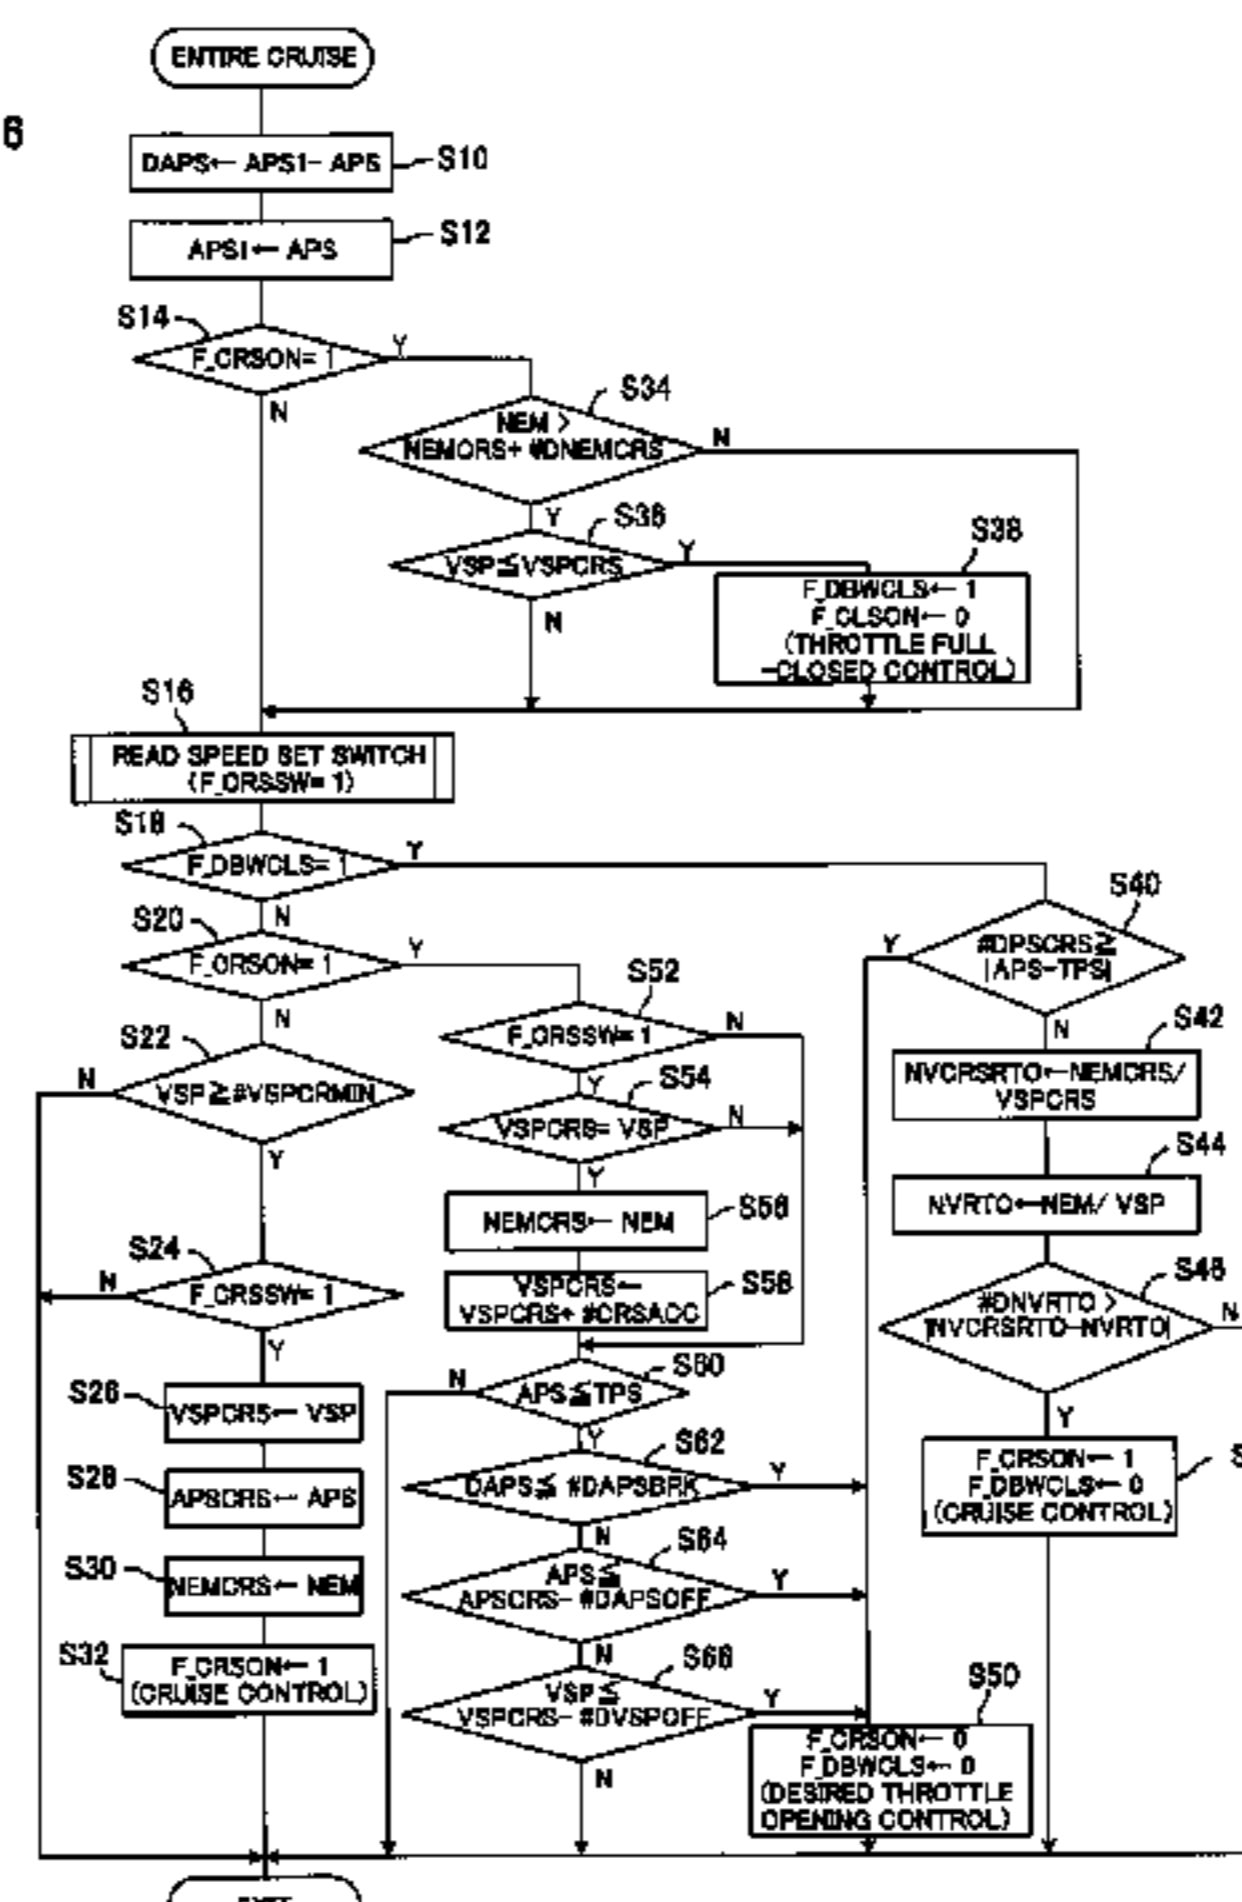 ENTIRE CRUISE
6
DAPS← APS1- APS
S10
APS1← APS
S12
S14
F_CRSON= 1
Y
N
S34
NEM >
NEMCRS+ #DNEMCRS
N
Y
S36
VSP≦VSPCRS
Y
N
S38
F_DBWCLS← 1
F_CLSON← 0
(THROTTLE FULL
-CLOSED CONTROL)
S16
READ SPEED SET SWITCH
(F_CRSSW= 1)
S18
F_DBWCLS= 1
Y
N
S20
F_CRSON= 1
Y
N
S22
VSP≧#VSPCRMIN
N
Y
S24
F_CRSSW= 1
N
Y
S26
VSPCRS← VSP
S28
APSCRS← APS
S30
NEMCRS← NEM
S32
F_CRSON← 1
(CRUISE CONTROL)
S52
F_CRSSW= 1
N
Y
S54
VSPCRS= VSP
N
Y
NEMCRS← NEM
S56
VSPCRS←
VSPCRS+ #CRSACC
S58
S60
APS≦TPS
N
Y
S62
DAPS≦ #DAPSBRK
Y
N
S64
APS≦
APSCRS- #DAPSOFF
Y
N
S66
VSP≦
VSPCRS- #DVSPOFF
Y
N
S40
#DPSCRS≧
|APS-TPS|
Y
N
S42
NVCRSRTO←NEMCRS/
VSPCRS
S44
NVRTO←NEM/ VSP
S46
#DNVRTO >
|NVCRSRTO-NVRTO|
N
Y
F_CRSON← 1
F_DBWCLS← 0
(CRUISE CONTROL)
S50
F_CRSON← 0
F_DBWCLS← 0
(DESIRED THROTTLE
OPENING CONTROL)